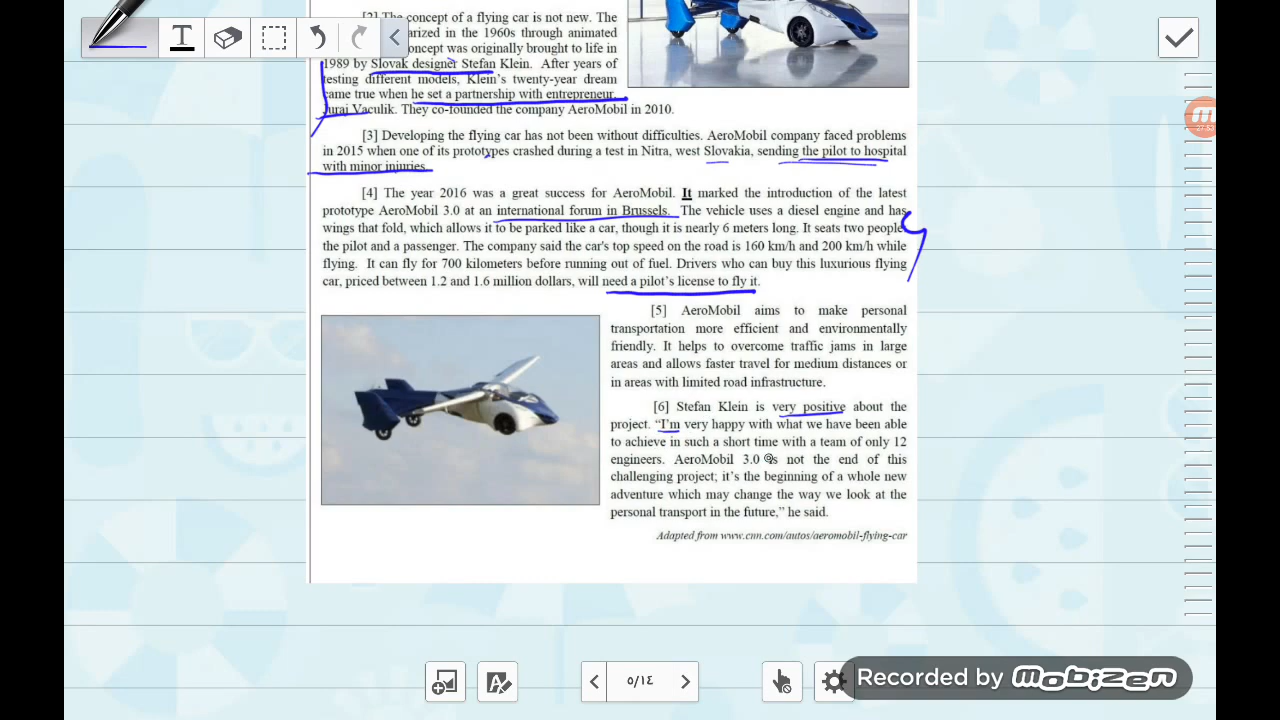 T
[2] The concept of a flying car is not new. The
arized in the 1960s through animated
oncept was originally brought to life in
1989 by Slovak designer Stefan Klein. After years of
testing different models, Klein's twenty-year dream
came true when he set a partnership with entrepreneur,
Juraj Vaculik. They co-founded the company AeroMobil in 2010.
[3] Developing the flying car has not been without difficulties. AeroMobil company faced problems
in 2015 when one of its prototypes crashed during a test in Nitra, west Slovakia, sending the pilot to hospital
with minor injuries.
[4] The year 2016 was a great success for AeroMobil. It marked the introduction of the latest
prototype AeroMobil 3.0 at an international forum in Brussels. The vehicle uses a diesel engine and has
wings that fold, which allows it to be parked like a car, though it is nearly 6 meters long. It seats two people
the pilot and a passenger. The company said the car's top speed on the road is 160 km/h and 200 km/h while
flying. It can fly for 700 kilometers before running out of fuel. Drivers who can buy this luxurious flying
car, priced between 1.2 and 1.6 million dollars, will need a pilot's license to fly it.
[5] AeroMobil aims to make personal
transportation more efficient and environmentally
friendly. It helps to overcome traffic jams in large
areas and allows faster travel for medium distances or
in areas with limited road infrastructure.
[6] Stefan Klein is very positive about the
project. "I'm very happy with what we have been able
to achieve in such a short time with a team of only 12
engineers. AeroMobil 3.0 is not the end of this
challenging project; it's the beginning of a whole new
adventure which may change the way we look at the
personal transport in the future," he said.
Adapted from www.cnn.com/autos/aeromobil-flying-car
٥/١٤
Recorded by mobizen